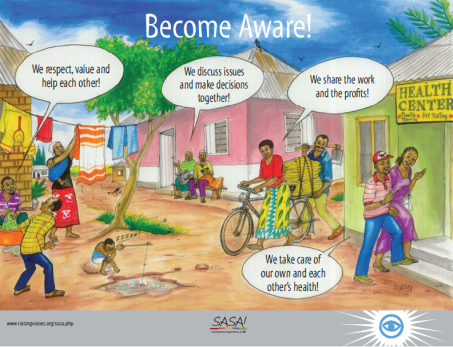 Become Aware!
We respect, value and
help each other!
We discuss issues
and make decisions
together!
We share the work
and the profits!
HEALTH
CENTER
HIV Testing
We take care of
our own and each
other's health!
www.raisingvoices.org/sasa.php
SASA!